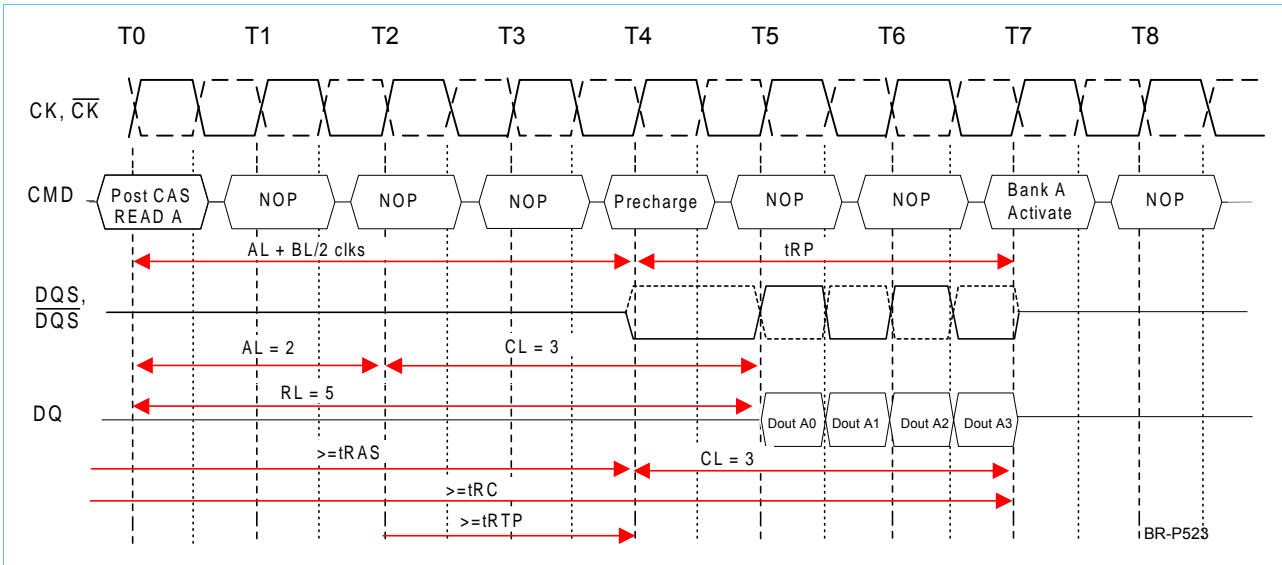 T0 T1 T2 T3 T4 T5 T6 T7 T8
CK, C̅K̅
CMD
Post CAS
READ A
NOP
NOP
NOP
Precharge
NOP
NOP
Bank A
Activate
NOP
AL + BL/2 clks
tRP
DQS,
D̅Q̅S̅
AL = 2
CL = 3
RL = 5
DQ
Dout A0
Dout A1
Dout A2
Dout A3
>=tRAS
CL = 3
>=tRC
>=tRTP
BR-P523